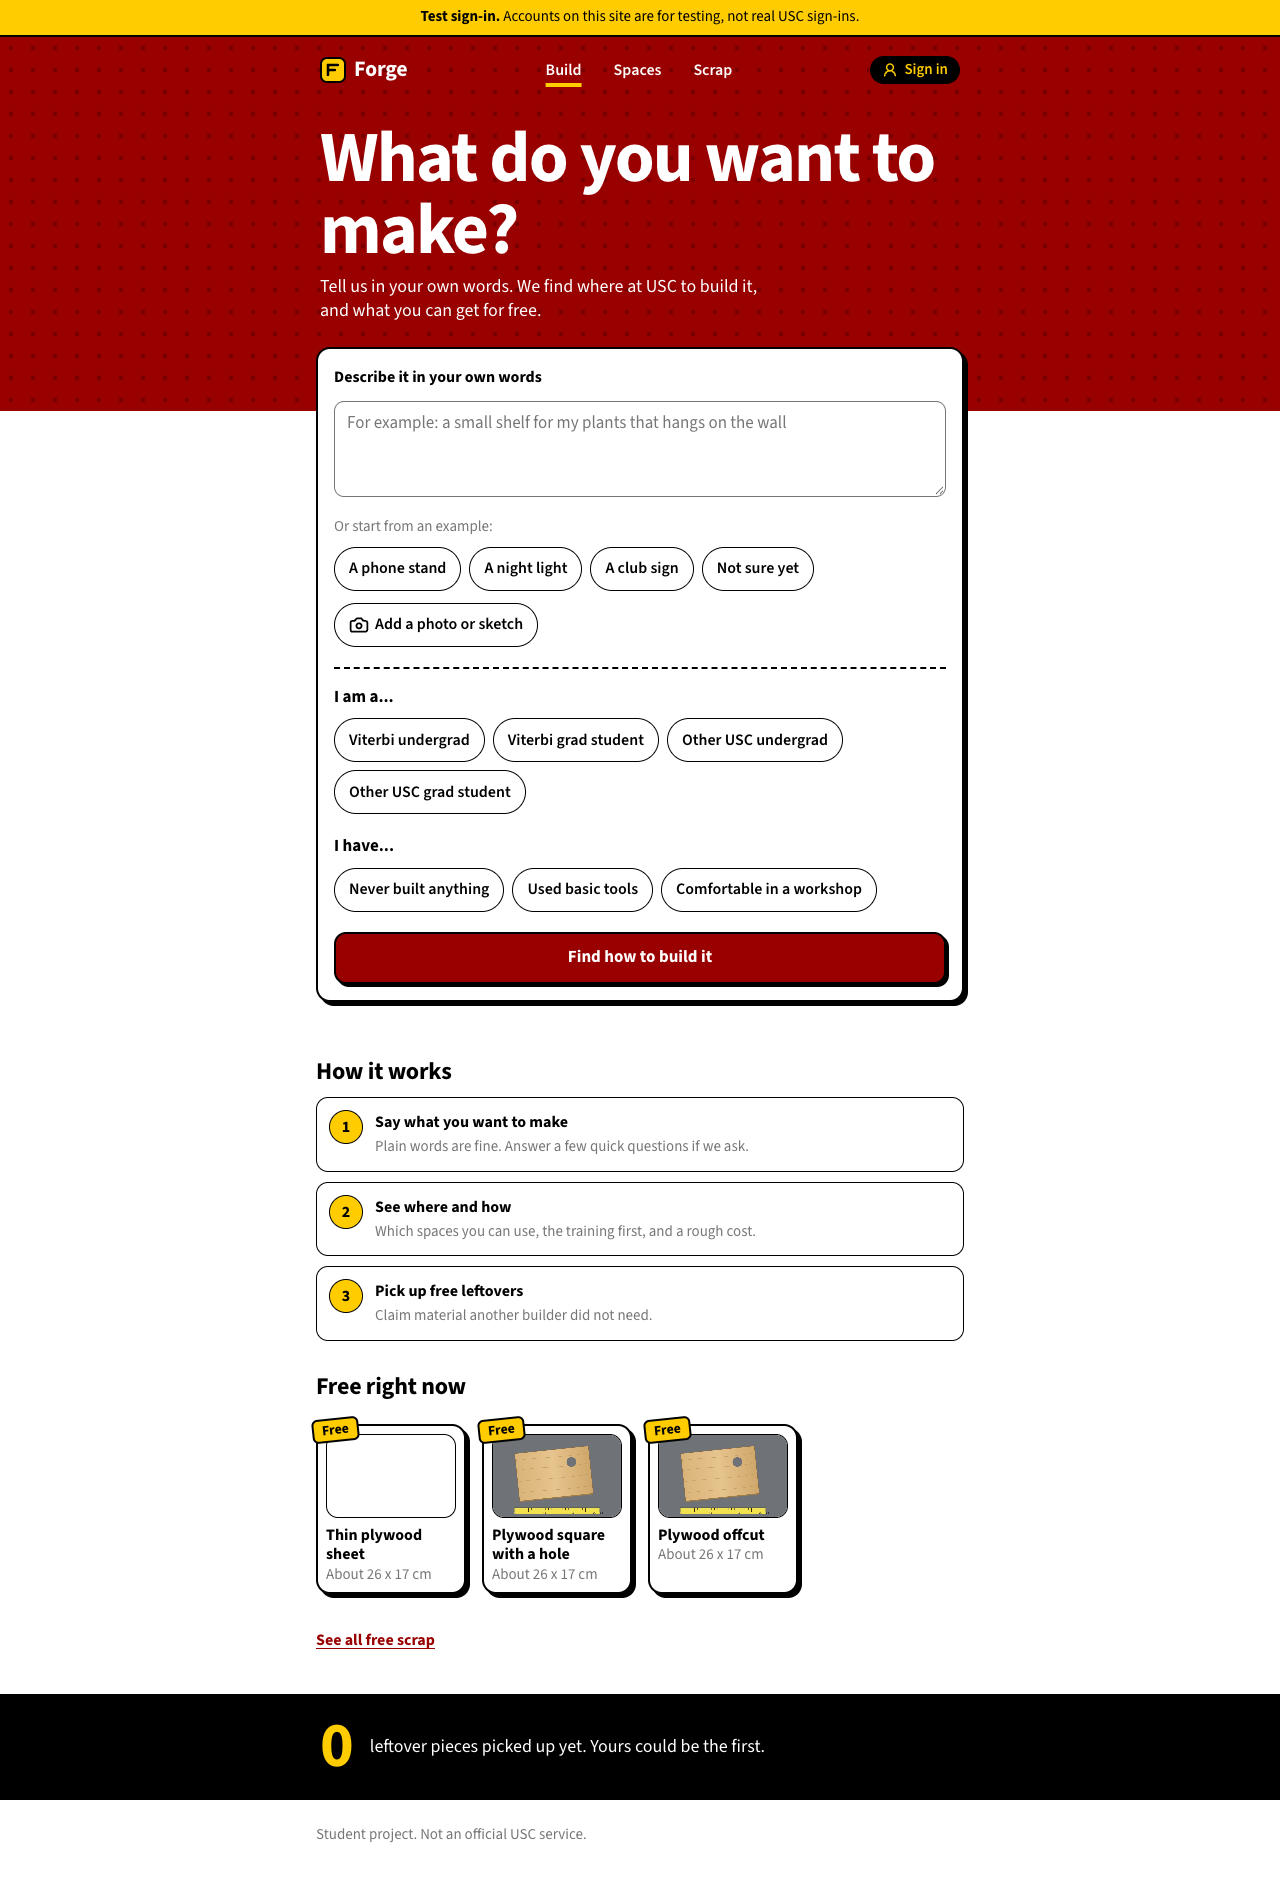 Test sign-in. Accounts on this site are for testing, not real USC sign-ins.
Forge
Build
Spaces
Scrap
Sign in
What do you want to
make?
Tell us in your own words. We find where at USC to build it,
and what you can get for free.
Describe it in your own words
For example: a small shelf for my plants that hangs on the wall
Or start from an example:
A phone stand
A night light
A club sign
Not sure yet
Add a photo or sketch
I am a...
Viterbi undergrad
Viterbi grad student
Other USC undergrad
Other USC grad student
I have...
Never built anything
Used basic tools
Comfortable in a workshop
Find how to build it
How it works
1
Say what you want to make
Plain words are fine. Answer a few quick questions if we ask.
2
See where and how
Which spaces you can use, the training first, and a rough cost.
3
Pick up free leftovers
Claim material another builder did not need.
Free right now
Free
Thin plywood
sheet
About 26 x 17 cm
Free
Plywood square
with a hole
About 26 x 17 cm
Free
Plywood offcut
About 26 x 17 cm
See all free scrap
0
leftover pieces picked up yet. Yours could be the first.
Student project. Not an official USC service.